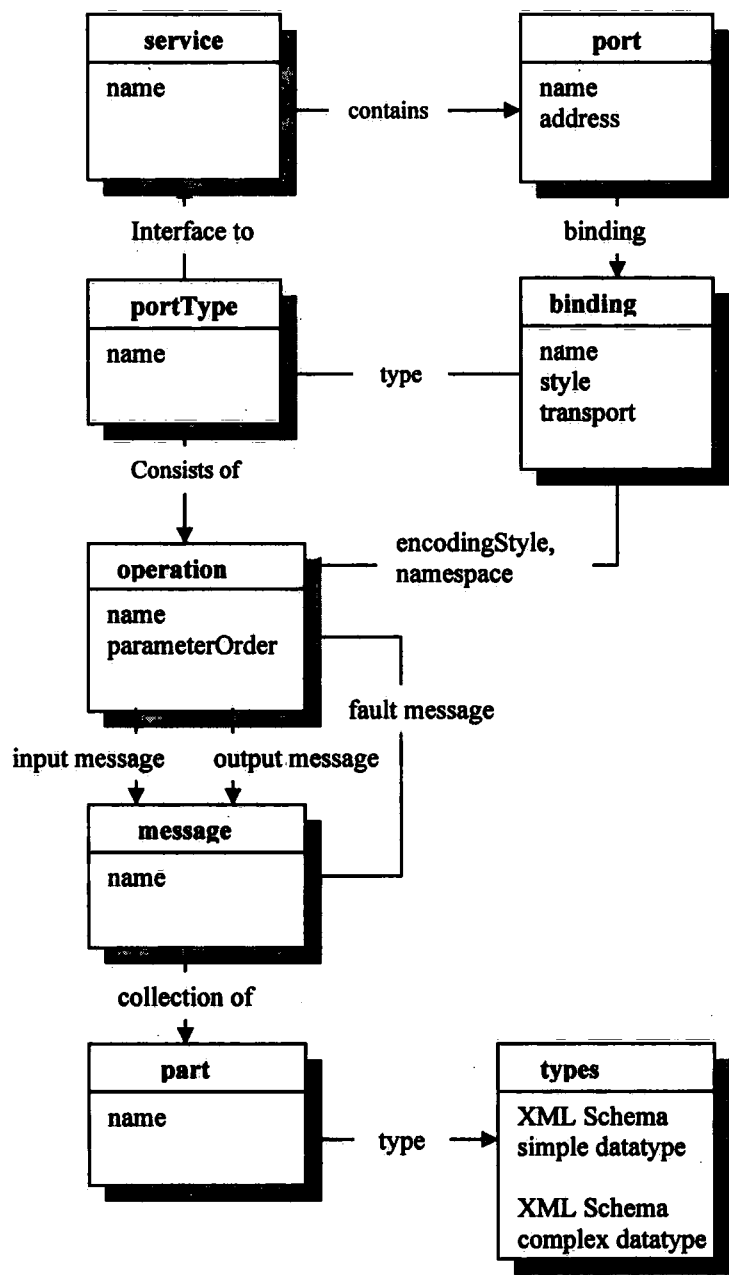 service
name
contains
port
name
address
Interface to
binding
portType
name
type
binding
name
style
transport
Consists of
encodingStyle,
namespace
operation
name
parameterOrder
fault message
input message
output message
message
name
collection of
part
name
type
types
XML Schema
simple datatype
XML Schema
complex datatype